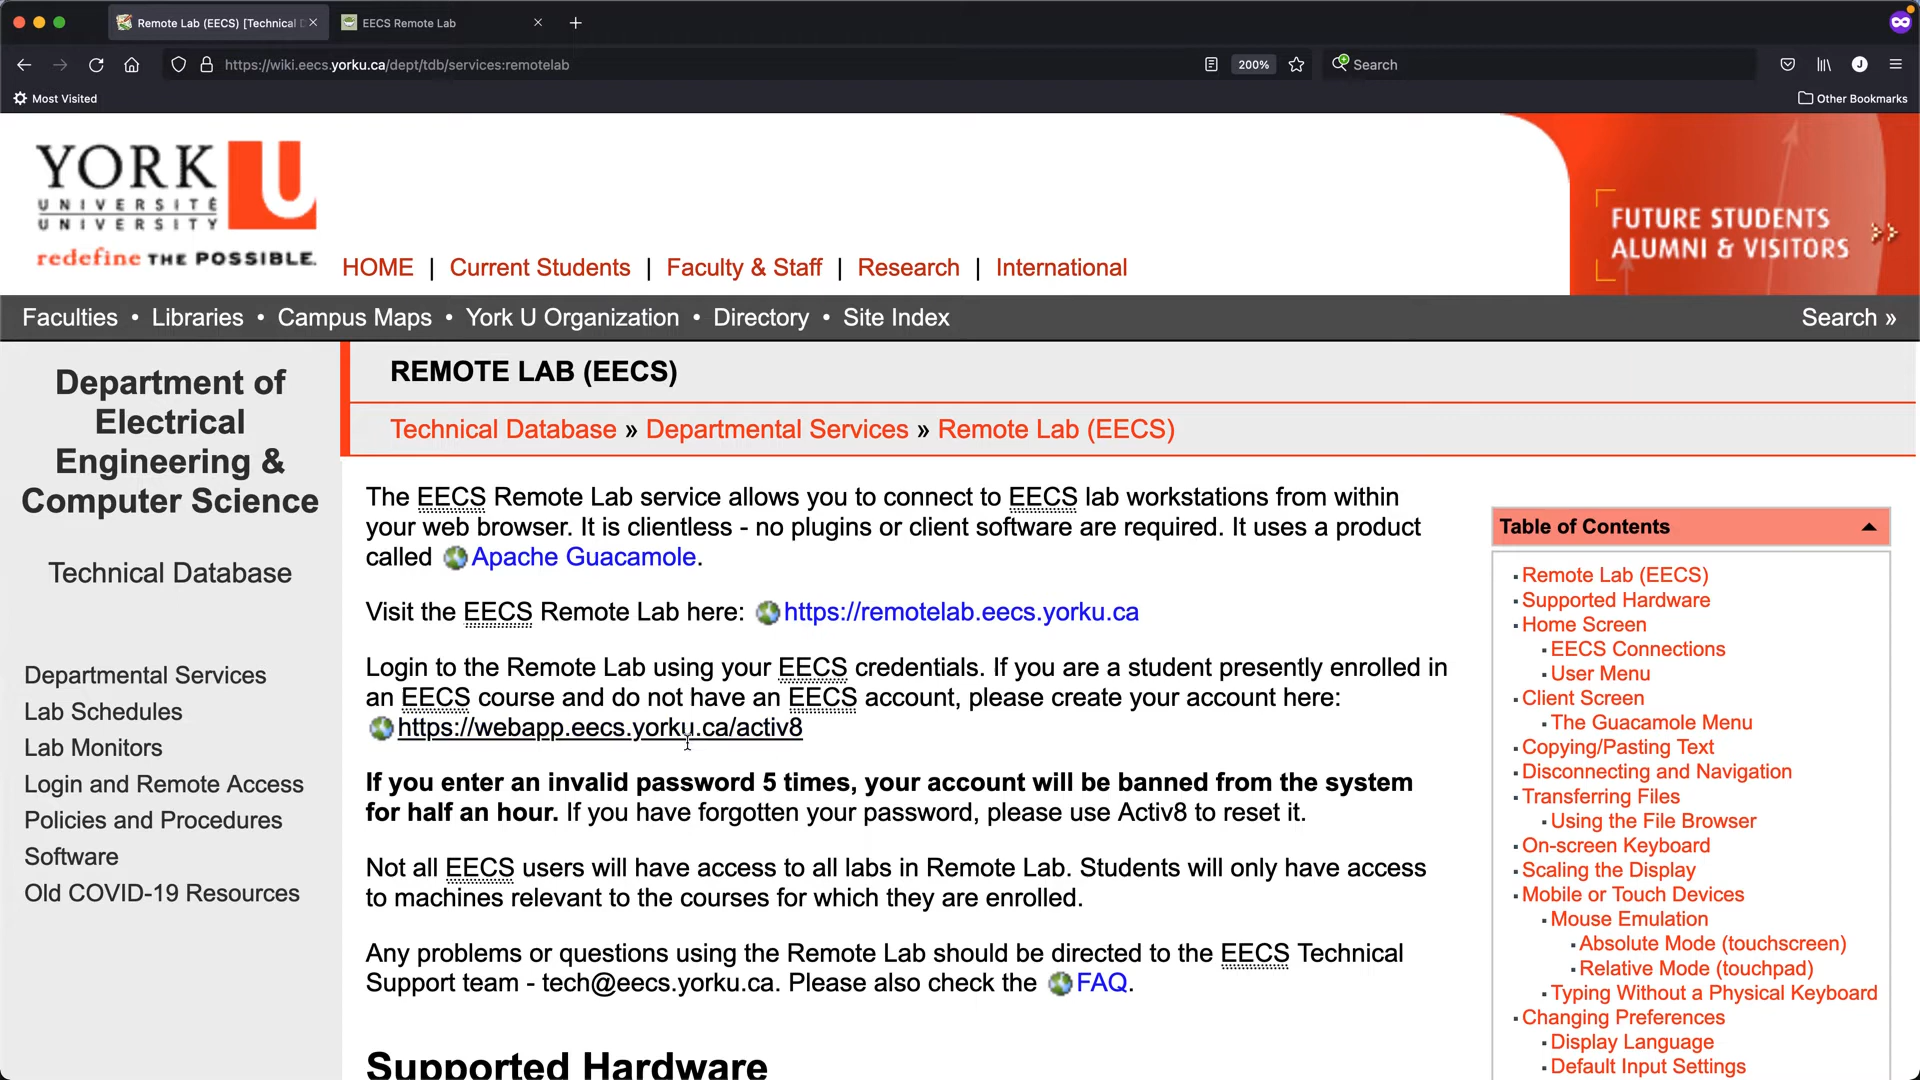 Remote Lab (EECS) [Technical D
EECS Remote Lab
https://wiki.eecs.yorku.ca/dept/tdb/services:remotelab
200%
Search
J
Most Visited
Other Bookmarks
YORK U
UNIVERSITÉ
UNIVERSITY
redefine THE POSSIBLE.
HOME | Current Students | Faculty & Staff | Research | International
FUTURE STUDENTS
ALUMNI & VISITORS
Faculties • Libraries • Campus Maps • York U Organization • Directory • Site Index
Search »
Department of
Electrical
Engineering &
Computer Science
Technical Database
Departmental Services
Lab Schedules
Lab Monitors
Login and Remote Access
Policies and Procedures
Software
Old COVID-19 Resources
REMOTE LAB (EECS)
Technical Database » Departmental Services » Remote Lab (EECS)
The EECS Remote Lab service allows you to connect to EECS lab workstations from within
your web browser. It is clientless - no plugins or client software are required. It uses a product
called Apache Guacamole.
Visit the EECS Remote Lab here: https://remotelab.eecs.yorku.ca
Login to the Remote Lab using your EECS credentials. If you are a student presently enrolled in
an EECS course and do not have an EECS account, please create your account here:
https://webapp.eecs.yorku.ca/activ8
If you enter an invalid password 5 times, your account will be banned from the system
for half an hour. If you have forgotten your password, please use Activ8 to reset it.
Not all EECS users will have access to all labs in Remote Lab. Students will only have access
to machines relevant to the courses for which they are enrolled.
Any problems or questions using the Remote Lab should be directed to the EECS Technical
Support team - tech@eecs.yorku.ca. Please also check the FAQ.
Supported Hardware
Table of Contents
Remote Lab (EECS)
Supported Hardware
Home Screen
EECS Connections
User Menu
Client Screen
The Guacamole Menu
Copying/Pasting Text
Disconnecting and Navigation
Transferring Files
Using the File Browser
On-screen Keyboard
Scaling the Display
Mobile or Touch Devices
Mouse Emulation
Absolute Mode (touchscreen)
Relative Mode (touchpad)
Typing Without a Physical Keyboard
Changing Preferences
Display Language
Default Input Settings